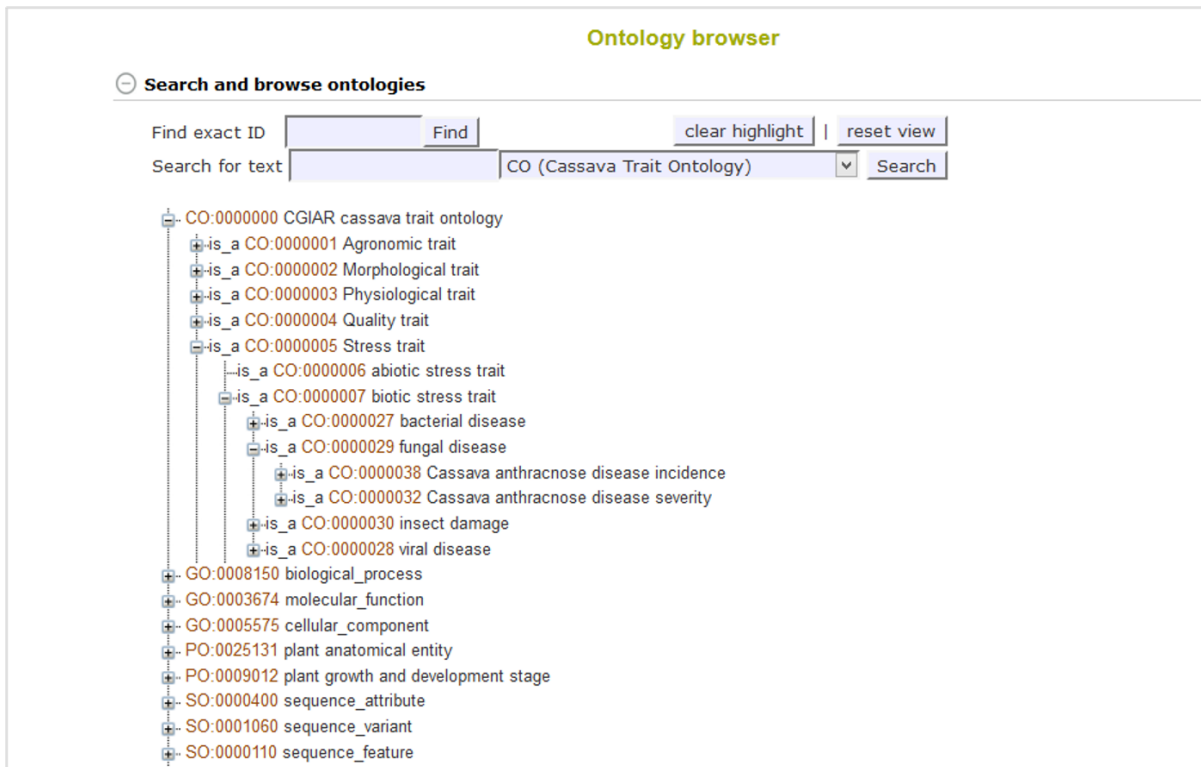 Ontology browser
Search and browse ontologies
Find exact ID Find clear highlight | reset view
Search for text CO (Cassava Trait Ontology) Search
CO:0000000 CGIAR cassava trait ontology
is_a CO:0000001 Agronomic trait
is_a CO:0000002 Morphological trait
is_a CO:0000003 Physiological trait
is_a CO:0000004 Quality trait
is_a CO:0000005 Stress trait
is_a CO:0000006 abiotic stress trait
is_a CO:0000007 biotic stress trait
is_a CO:0000027 bacterial disease
is_a CO:0000029 fungal disease
is_a CO:0000038 Cassava anthracnose disease incidence
is_a CO:0000032 Cassava anthracnose disease severity
is_a CO:0000030 insect damage
is_a CO:0000028 viral disease
GO:0008150 biological_process
GO:0003674 molecular_function
GO:0005575 cellular_component
PO:0025131 plant anatomical entity
PO:0009012 plant growth and development stage
SO:0000400 sequence_attribute
SO:0001060 sequence_variant
SO:0000110 sequence_feature